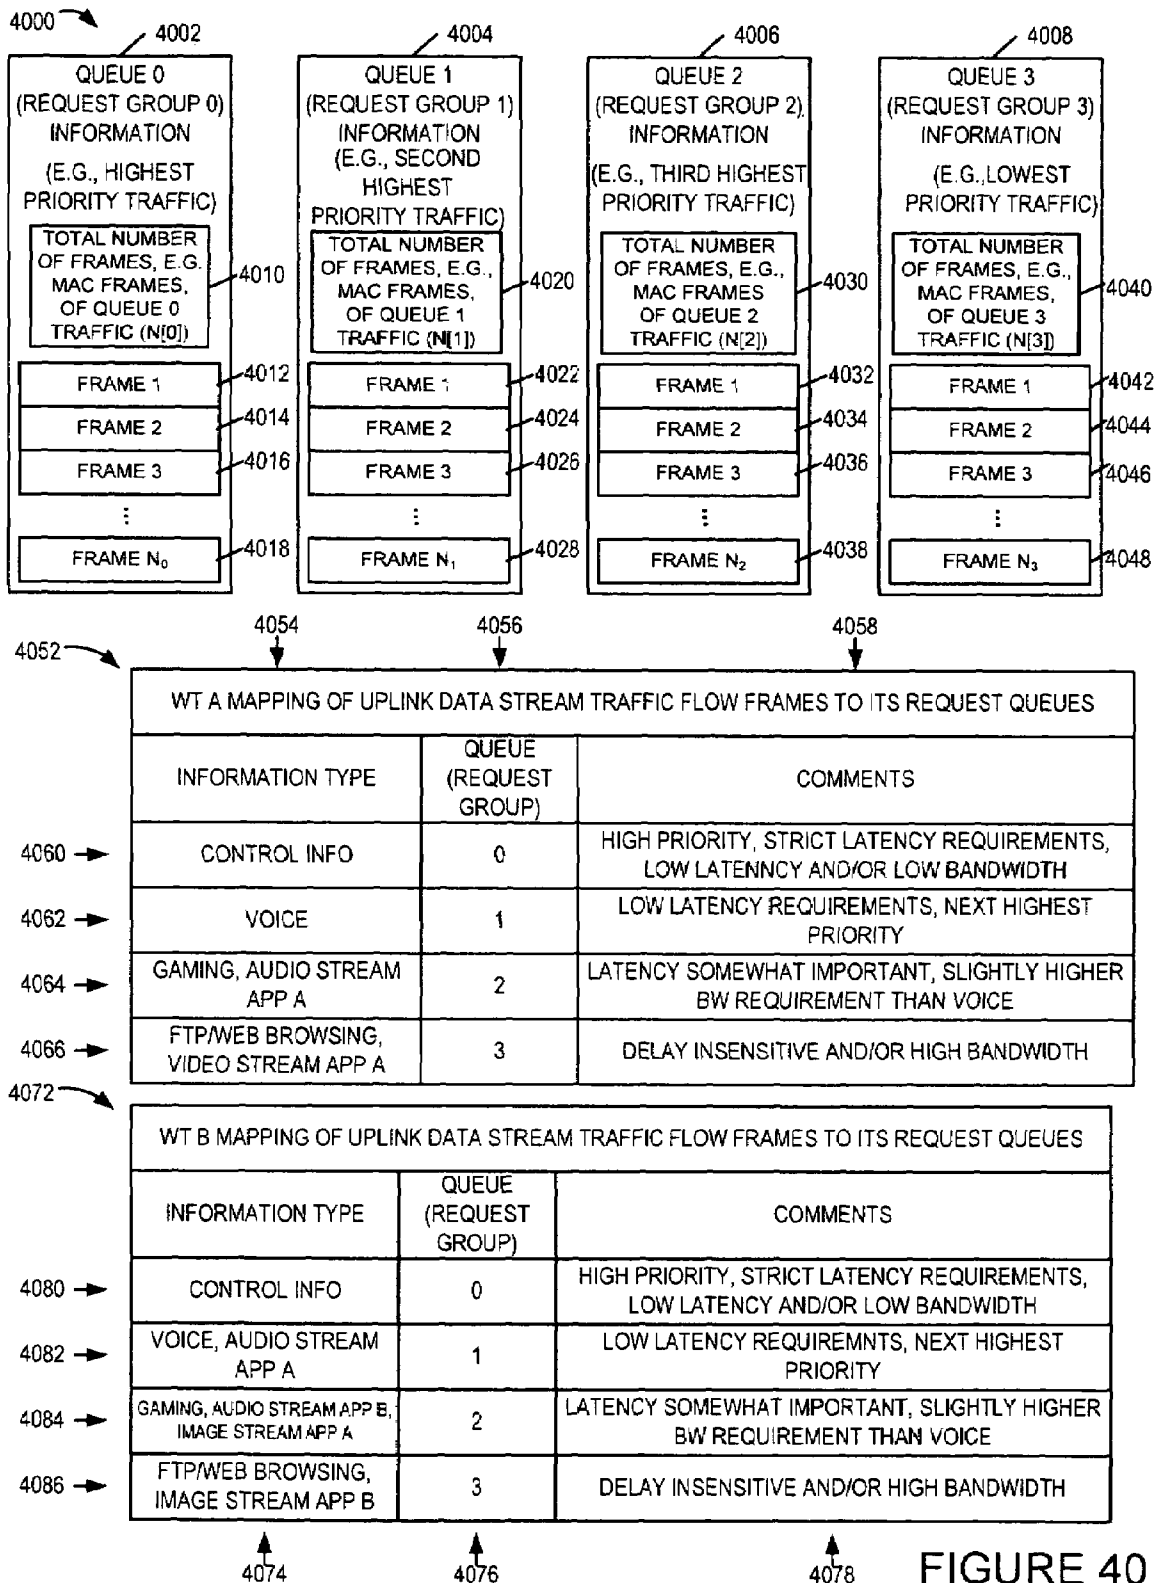 4000
4002
4004
4006
4008
QUEUE 0
(REQUEST GROUP 0)
INFORMATION
(E.G., HIGHEST
PRIORITY TRAFFIC)
TOTAL NUMBER
OF FRAMES, E.G.
MAC FRAMES,
OF QUEUE 0
TRAFFIC (N[0])
4010
FRAME 1
4012
FRAME 2
4014
FRAME 3
4016
⋮
FRAME N₀
4018
QUEUE 1
(REQUEST GROUP 1)
INFORMATION
(E.G., SECOND
HIGHEST
PRIORITY TRAFFIC)
TOTAL NUMBER
OF FRAMES, E.G.,
MAC FRAMES,
OF QUEUE 1
TRAFFIC (N[1])
4020
FRAME 1
4022
FRAME 2
4024
FRAME 3
4026
⋮
FRAME N₁
4028
QUEUE 2
(REQUEST GROUP 2).
INFORMATION
(E.G., THIRD HIGHEST
PRIORITY TRAFFIC)
TOTAL NUMBER
OF FRAMES, E.G.,
MAC FRAMES
OF QUEUE 2
TRAFFIC (N[2])
4030
FRAME 1
4032
FRAME 2
4034
FRAME 3
4036
⋮
FRAME N₂
4038
QUEUE 3
(REQUEST GROUP 3)
INFORMATION
(E.G.,LOWEST
PRIORITY TRAFFIC)
TOTAL NUMBER
OF FRAMES, E.G.,
MAC FRAMES,
OF QUEUE 3
TRAFFIC (N[3])
4040
FRAME 1
4042
FRAME 2
4044
FRAME 3
4046
⋮
FRAME N₃
4048
4052
4054
4056
4058
WT A MAPPING OF UPLINK DATA STREAM TRAFFIC FLOW FRAMES TO ITS REQUEST QUEUES
INFORMATION TYPE
QUEUE
(REQUEST
GROUP)
COMMENTS
4060
CONTROL INFO
0
HIGH PRIORITY, STRICT LATENCY REQUIREMENTS,
LOW LATENNCY AND/OR LOW BANDWIDTH
4062
VOICE
1
LOW LATENCY REQUIREMENTS, NEXT HIGHEST
PRIORITY
4064
GAMING, AUDIO STREAM
APP A
2
LATENCY SOMEWHAT IMPORTANT, SLIGHTLY HIGHER
BW REQUIREMENT THAN VOICE
4066
FTP/WEB BROWSING,
VIDEO STREAM APP A
3
DELAY INSENSITIVE AND/OR HIGH BANDWIDTH
4072
WT B MAPPING OF UPLINK DATA STREAM TRAFFIC FLOW FRAMES TO ITS REQUEST QUEUES
INFORMATION TYPE
QUEUE
(REQUEST
GROUP)
COMMENTS
4080
CONTROL INFO
0
HIGH PRIORITY, STRICT LATENCY REQUIREMENTS,
LOW LATENCY AND/OR LOW BANDWIDTH
4082
VOICE, AUDIO STREAM
APP A
1
LOW LATENCY REQUIREMNTS, NEXT HIGHEST
PRIORITY
4084
GAMING, AUDIO STREAM APP B,
IMAGE STREAM APP A
2
LATENCY SOMEWHAT IMPORTANT, SLIGHTLY HIGHER
BW REQUIREMENT THAN VOICE
4086
FTP/WEB BROWSING,
IMAGE STREAM APP B
3
DELAY INSENSITIVE AND/OR HIGH BANDWIDTH
4074
4076
4078
FIGURE 40